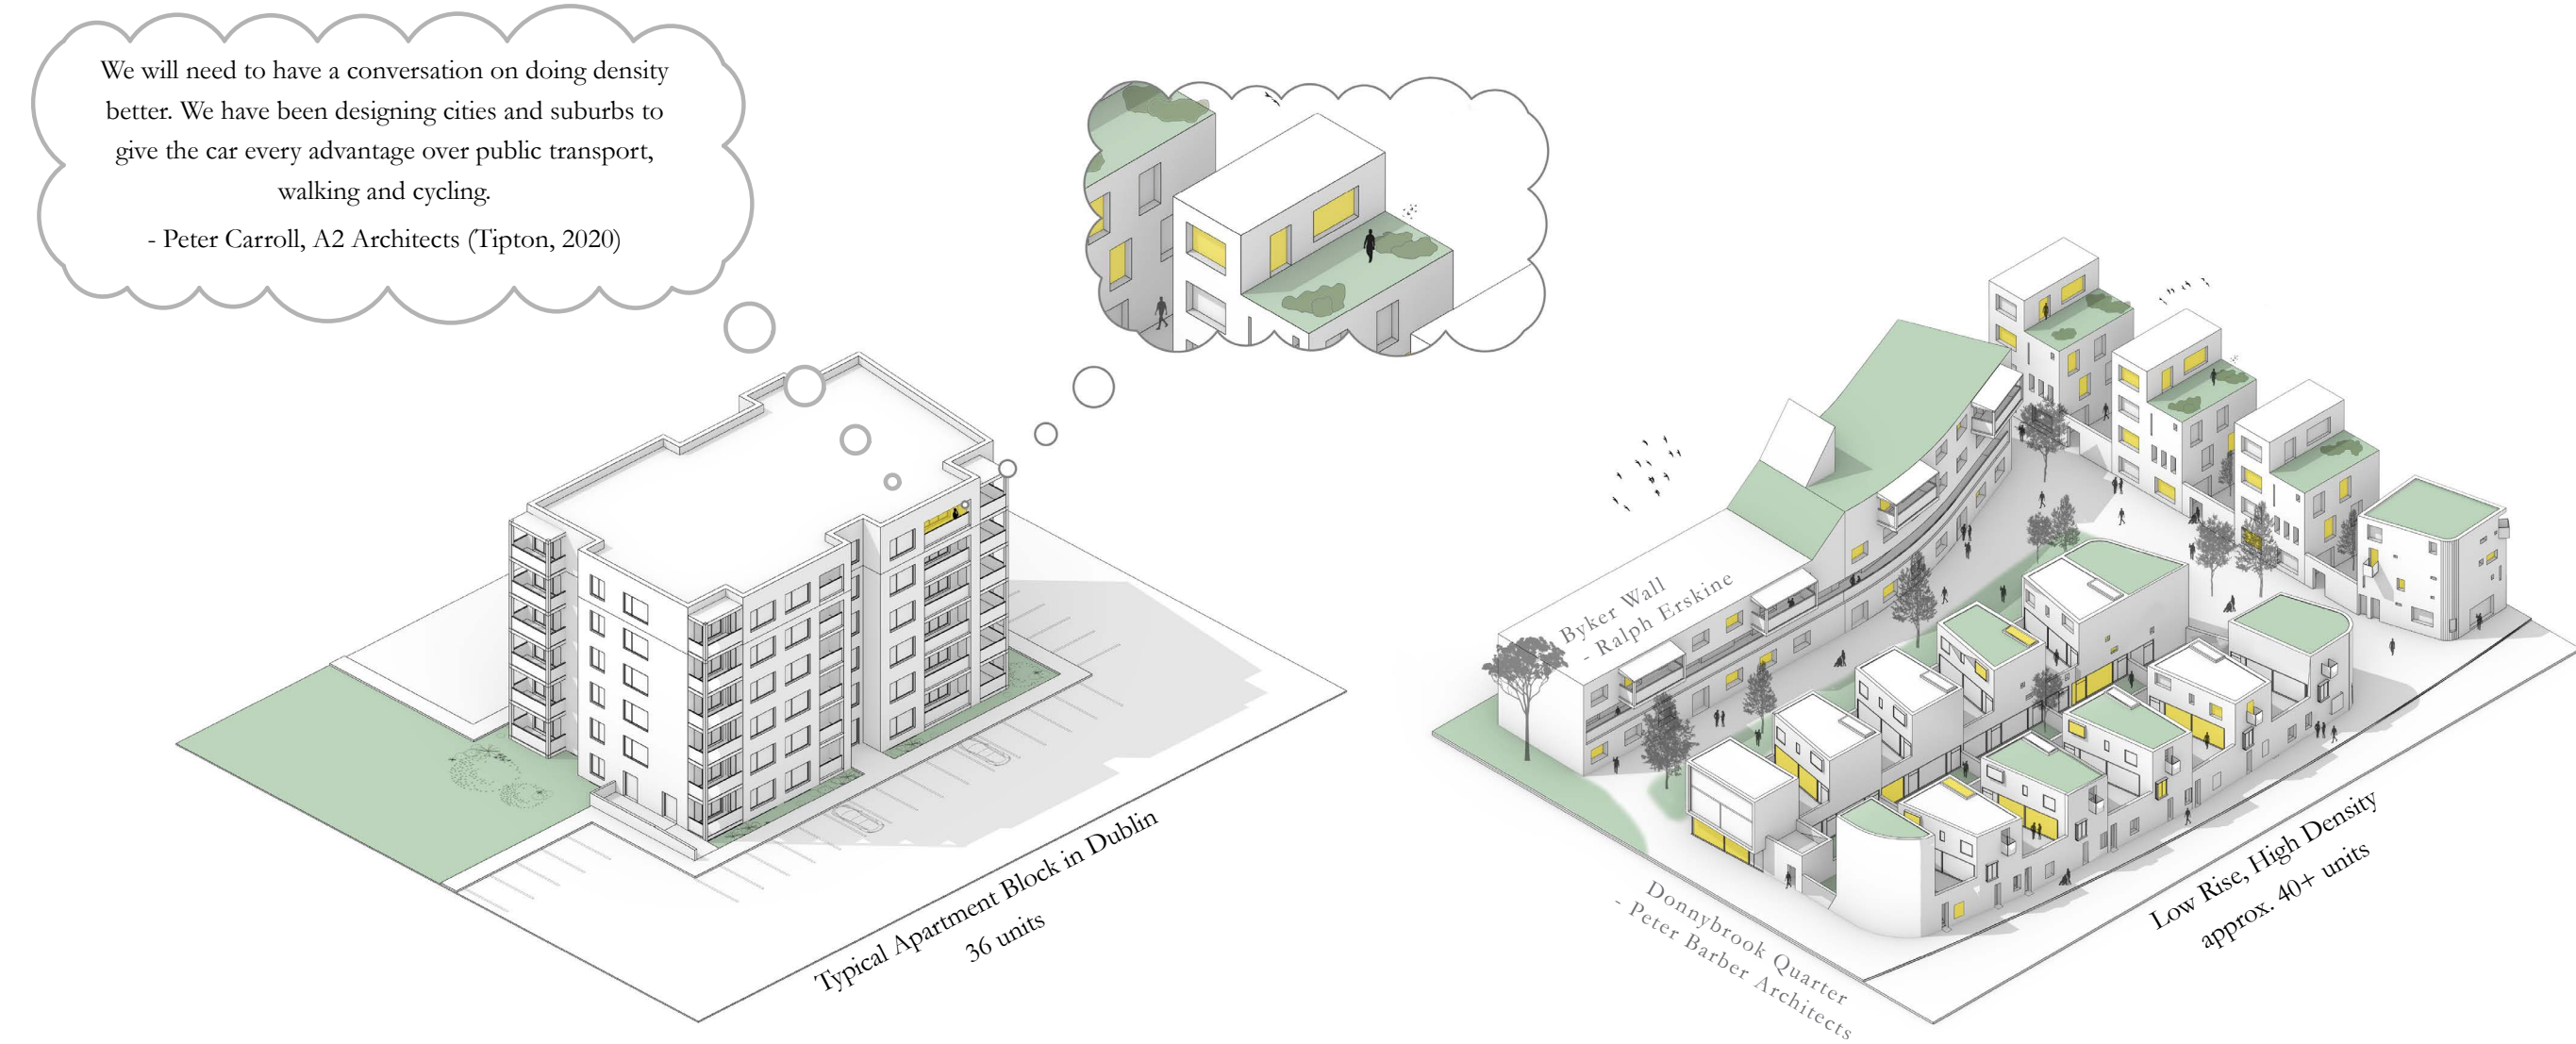 We will need to have a conversation on doing density
better. We have been designing cities and suburbs to
give the car every advantage over public transport,
walking and cycling.
- Peter Carroll, A2 Architects (Tipton, 2020)
Typical Apartment Block in Dublin
36 units
Byker Wall
- Ralph Erskine
Donnybrook Quarter
- Peter Barber Architects
Low Rise, High Density
approx. 40+ units